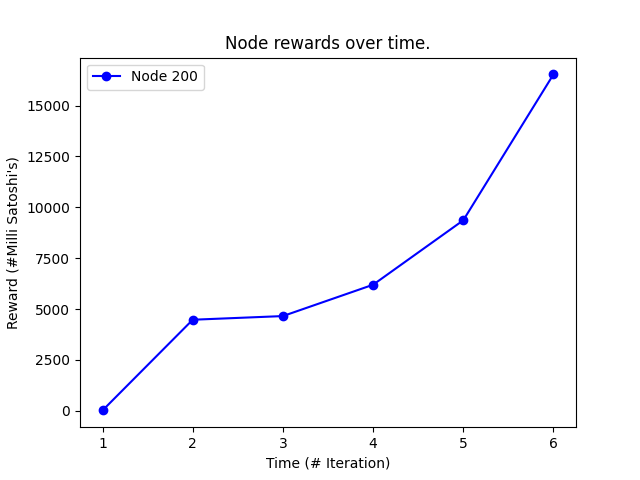 Node rewards over time.
Node 200
15000
12500
10000
7500
5000
2500
0
Reward (#Milli Satoshi's)
1 2 3 4 5 6
Time (# Iteration)